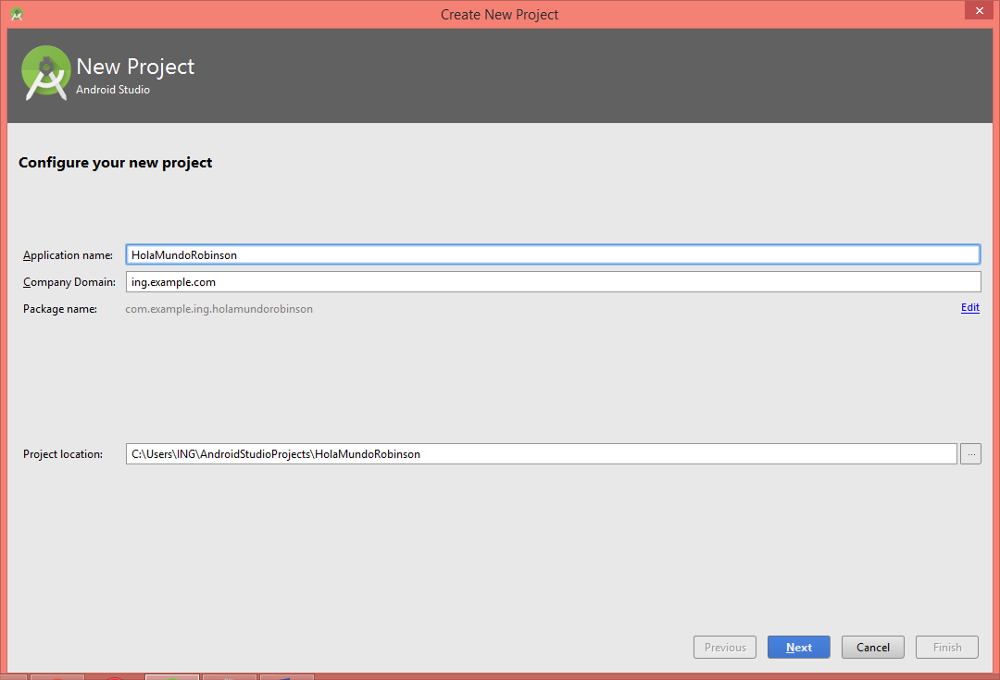 Create New Project
New Project
Android Studio
Configure your new project
Application name: HolaMundoRobinson
Company Domain: ing.example.com
Package name: com.example.ing.holamundorobinson Edit
Project location: C:\Users\ING\AndroidStudioProjects\HolaMundoRobinson ...
Previous Next Cancel Finish